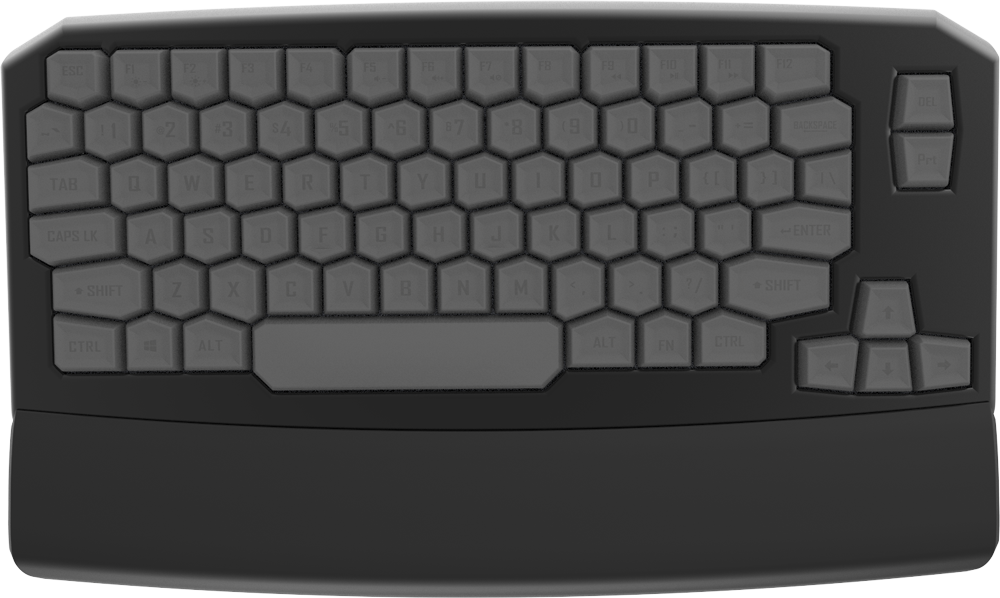 ESC F1 F2 F3 F4 F5 F6 F7 F8 F9 F10 F11 F12
!1 @2 #3 $4 %5 ^6 &7 *8 (9 )0 _- += BACKSPACE DEL
TAB Q W E R T Y U I O P {[ }] |\ Prt
CAPS LK. A S D F G H J K L :; "' ↵ENTER
SHIFT Z X C V B N M <, >. ?/ SHIFT ↑
CTRL ALT ALT FN CTRL ← ↓ →